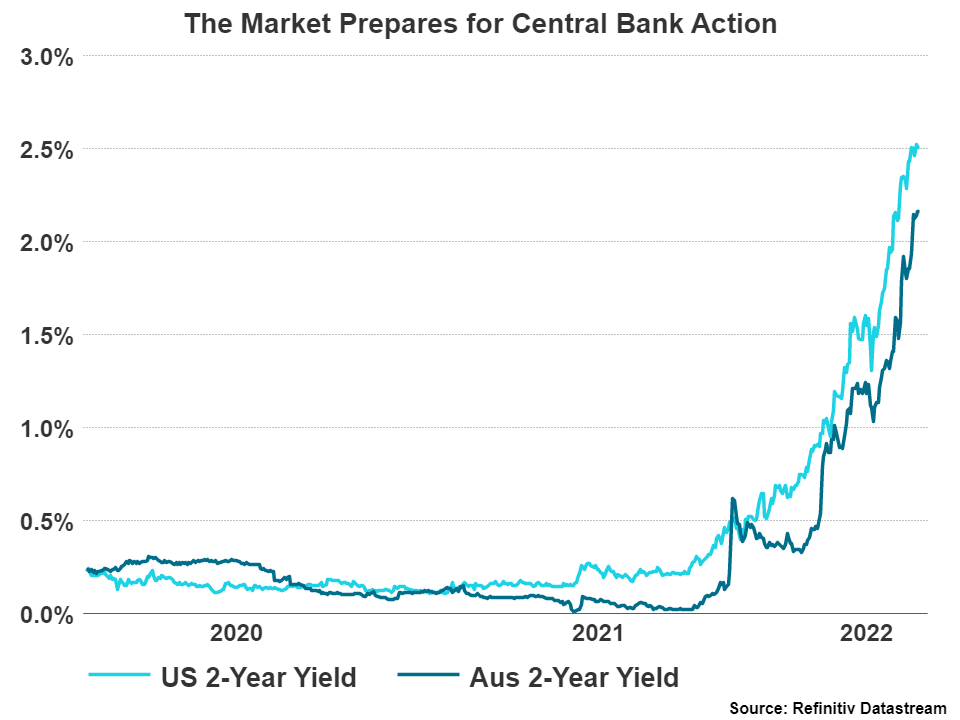 The Market Prepares for Central Bank Action
3.0%
2.5%
2.0%
1.5%
1.0%
0.5%
0.0%
2020 2021 2022
US 2-Year Yield Aus 2-Year Yield
Source: Refinitiv Datastream